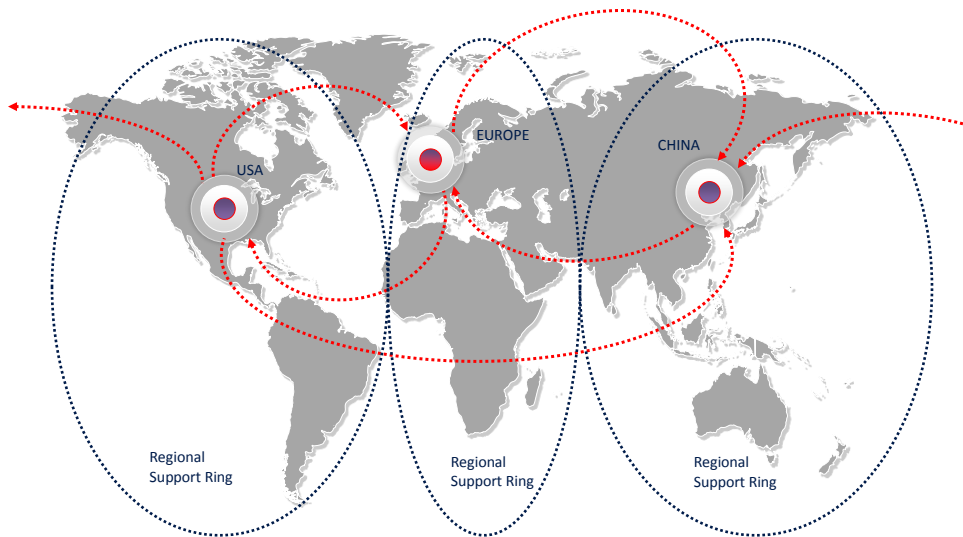 USA
EUROPE
CHINA
Regional
Support Ring
Regional
Support Ring
Regional
Support Ring